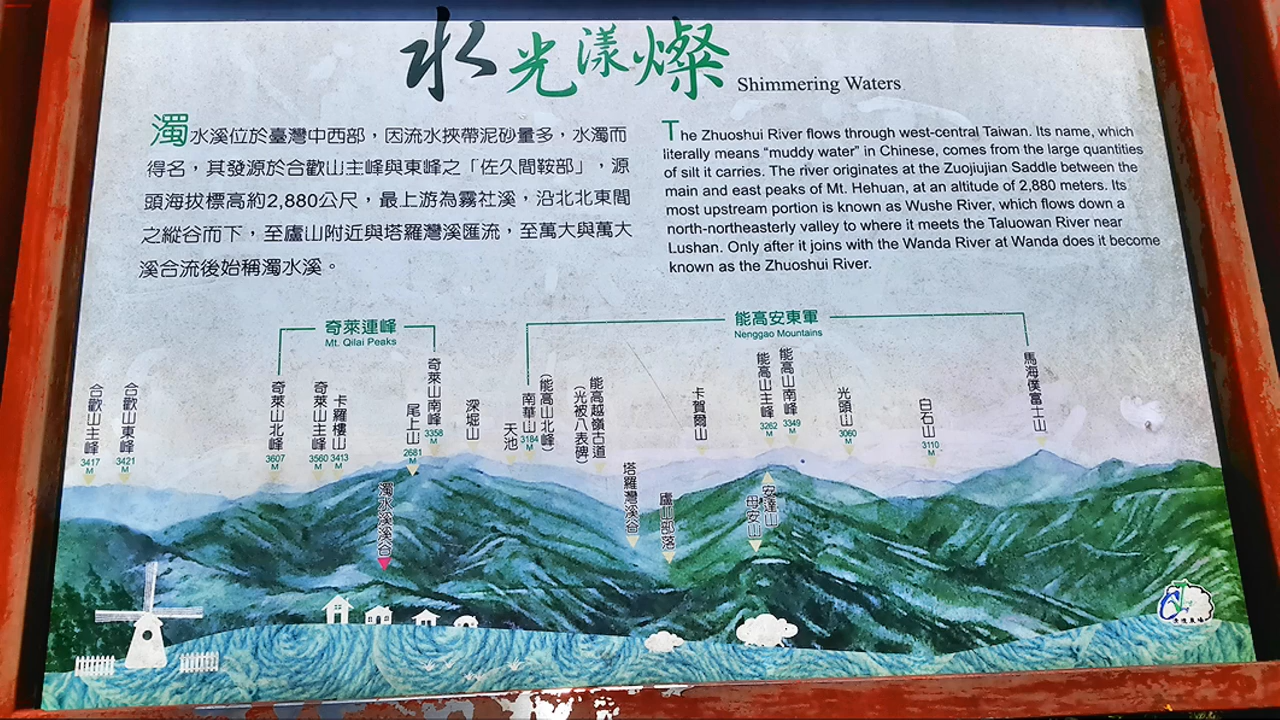 水光漾燦
Shimmering Waters
濁水溪位於臺灣中西部，因流水挾帶泥砂量多，水濁而
得名，其發源於合歡山主峰與東峰之「佐久間鞍部」，源
頭海拔標高約2,880公尺，最上游為霧社溪，沿北北東間
之縱谷而下，至廬山附近與塔羅灣溪匯流，至萬大與萬大
溪合流後始稱濁水溪。
The Zhuoshui River flows through west-central Taiwan. Its name, which
literally means “muddy water” in Chinese, comes from the large quantities
of silt it carries. The river originates at the Zuojiujian Saddle between the
main and east peaks of Mt. Hehuan, at an altitude of 2,880 meters. Its
most upstream portion is known as Wushe River, which flows down a
north-northeasterly valley to where it meets the Taluowan River near
Lushan. Only after it joins with the Wanda River at Wanda does it become
known as the Zhuoshui River.
奇萊連峰
Mt. Qilai Peaks
能高安東軍
Nenggao Mountains
合歡山主峰
3417
M
合歡山東峰
3421
M
奇萊山北峰
3607
M
奇萊山主峰
3560
M
卡羅樓山
3413
M
尾上山
2681
M
奇萊山南峰
3358
M
深堀山
天池
南華山
3184
M
(能高山北峰)
能高越嶺古道
(光被八表碑)
卡賀爾山
能高山主峰
3262
M
能高山南峰
3349
M
光頭山
3060
M
白石山
3110
M
馬海僕富士山
濁水溪溪谷
塔羅灣溪谷
廬山部落
母安山
安達山
清境農場